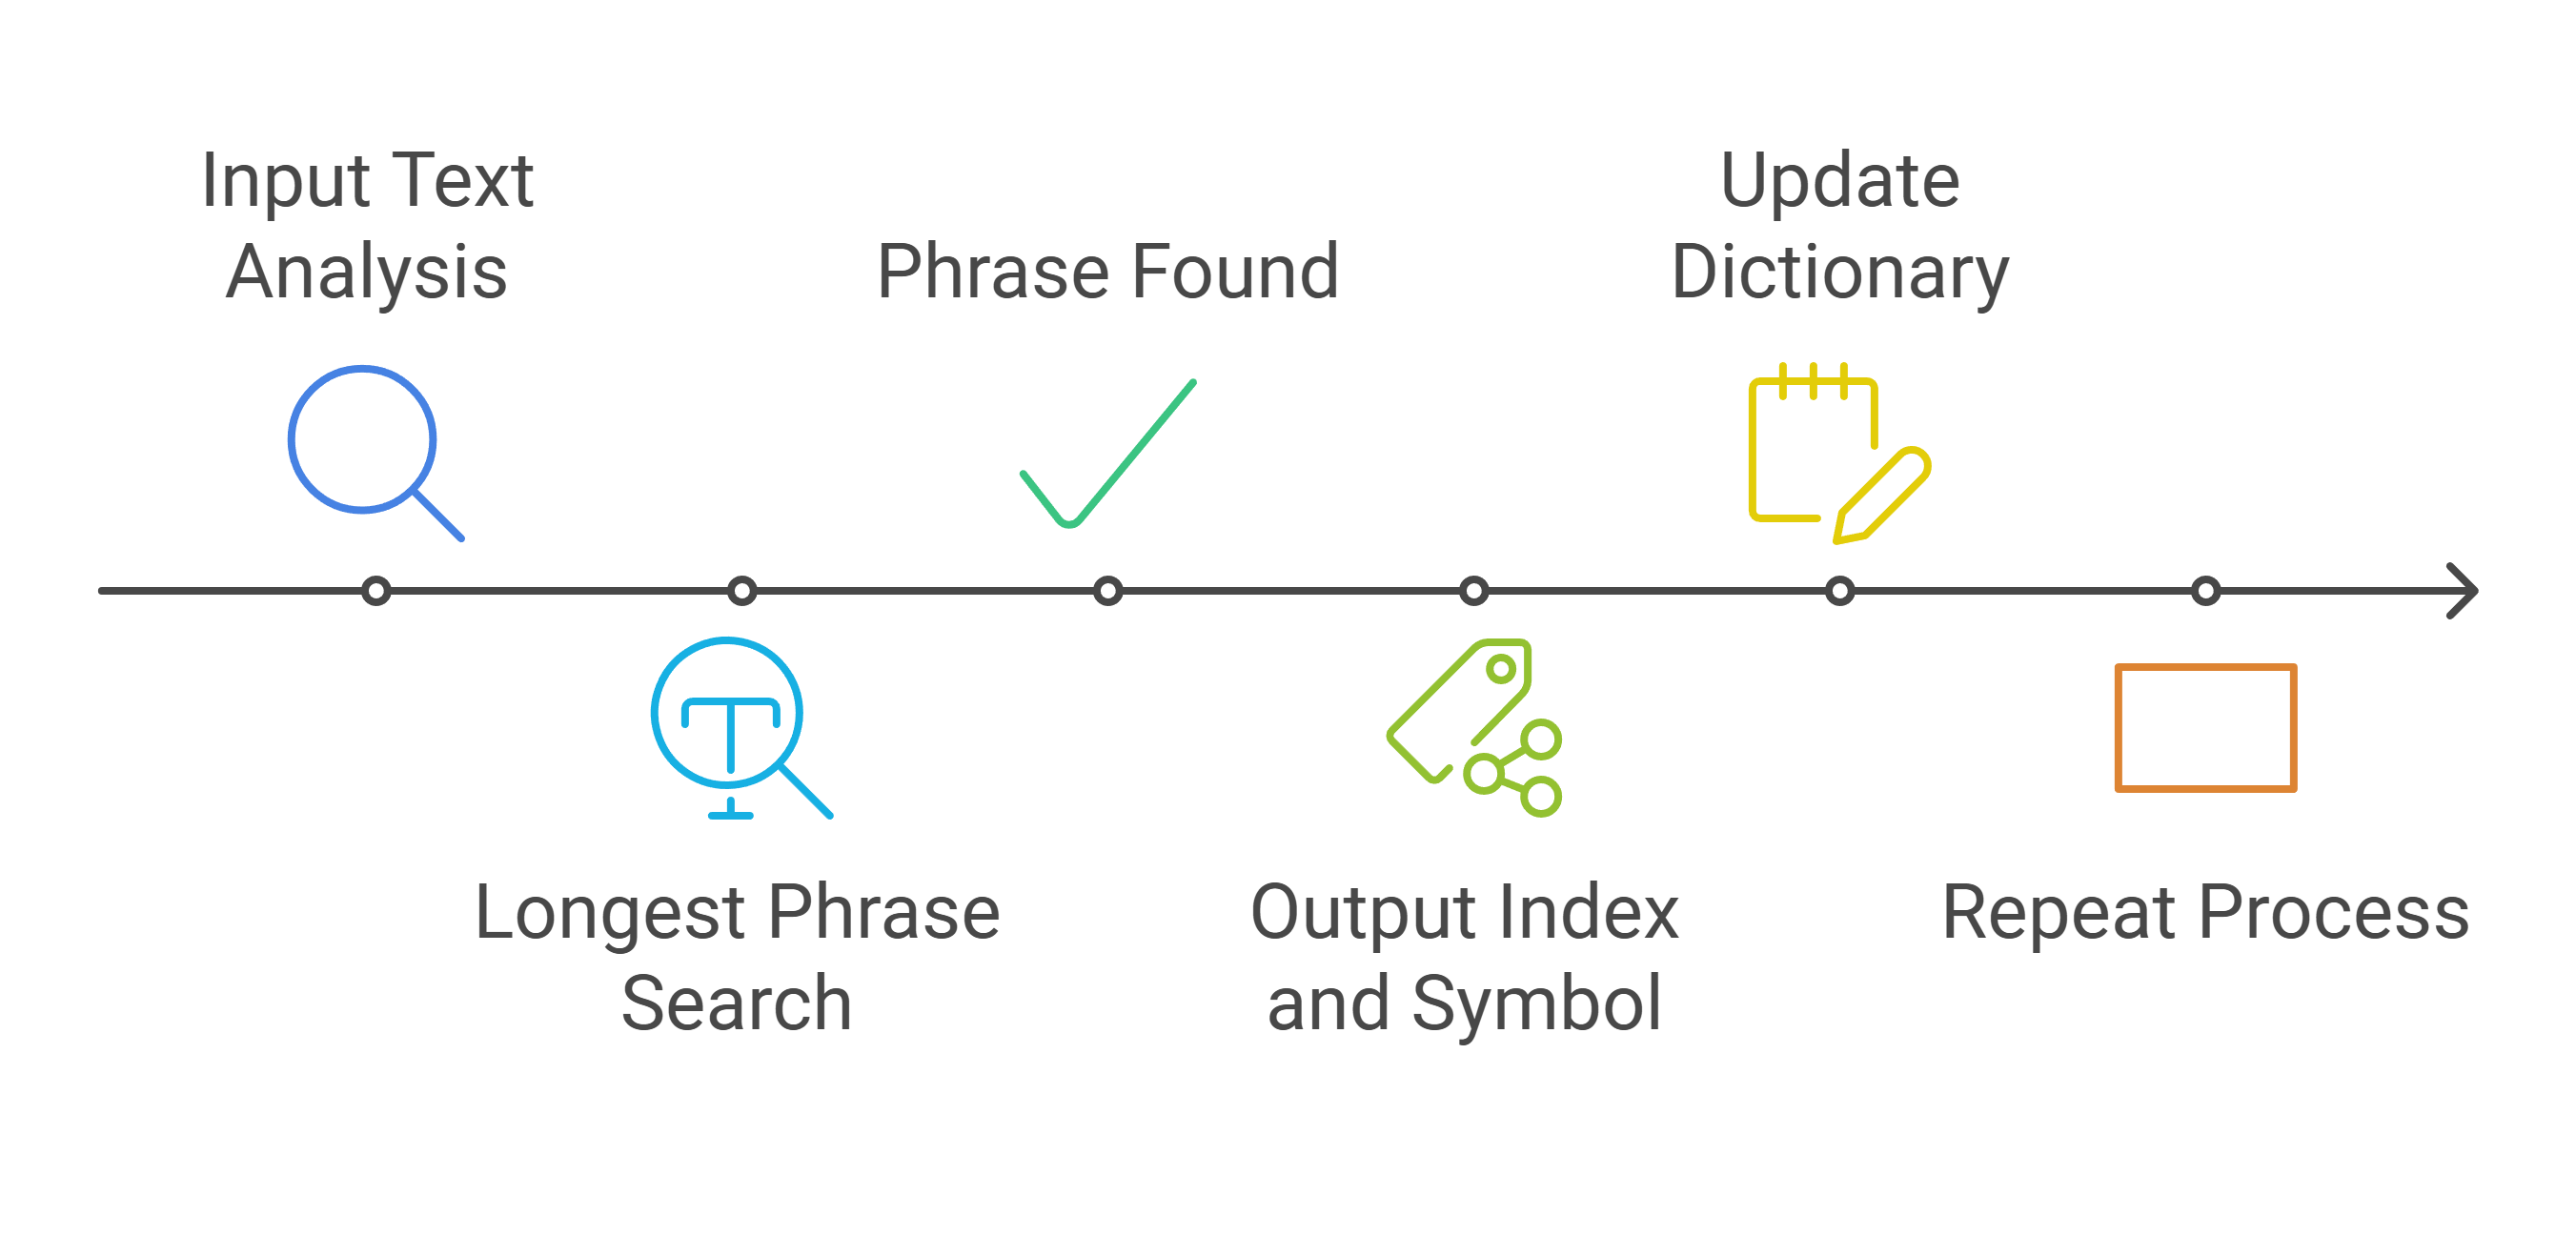 Input Text
Analysis
Longest Phrase
Search
Phrase Found
Output Index
and Symbol
Update
Dictionary
Repeat Process